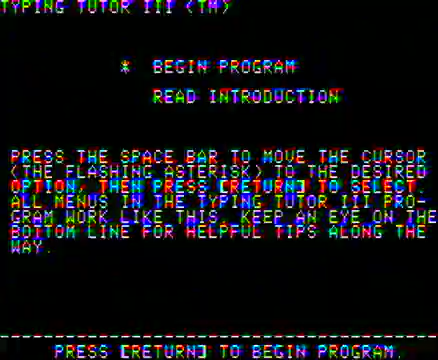 TYPING TUTOR III (TM)
* BEGIN PROGRAM
READ INTRODUCTION
PRESS THE SPACE BAR TO MOVE THE CURSOR
(THE FLASHING ASTERISK) TO THE DESIRED
OPTION, THEN PRESS [RETURN] TO SELECT.
ALL MENUS IN THE TYPING TUTOR III PRO-
GRAM WORK LIKE THIS. KEEP AN EYE ON THE
BOTTOM LINE FOR HELPFUL TIPS ALONG THE
WAY.
PRESS [RETURN] TO BEGIN PROGRAM.